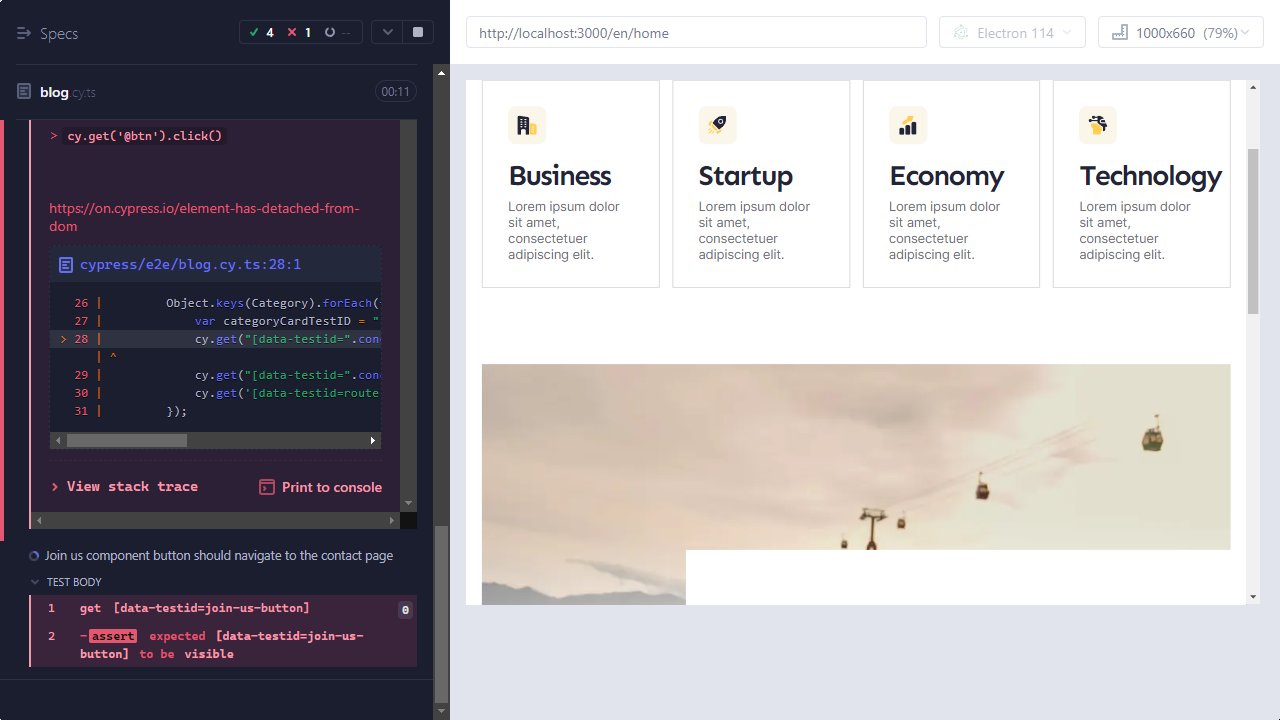 Specs
4 1 --
http://localhost:3000/en/home
Electron 114
1000x660 (79%)
blog.cy.ts
00:11
> cy.get('@btn').click()
https://on.cypress.io/element-has-detached-from-
dom
cypress/e2e/blog.cy.ts:28:1
26 | Object.keys(Category).forEach(
27 | var categoryCardTestID = "
> 28 | cy.get("[data-testid=".con
| ^
29 | cy.get("[data-testid=".con
30 | cy.get('[data-testid=route
31 | });
> View stack trace
Print to console
Join us component button should navigate to the contact page
TEST BODY
1 get [data-testid=join-us-button] 0
2 -assert expected [data-testid=join-us-
button] to be visible
Business
Lorem ipsum dolor
sit amet,
consectetuer
adipiscing elit.
Startup
Lorem ipsum dolor
sit amet,
consectetuer
adipiscing elit.
Economy
Lorem ipsum dolor
sit amet,
consectetuer
adipiscing elit.
Technology
Lorem ipsum dolor
sit amet,
consectetuer
adipiscing elit.